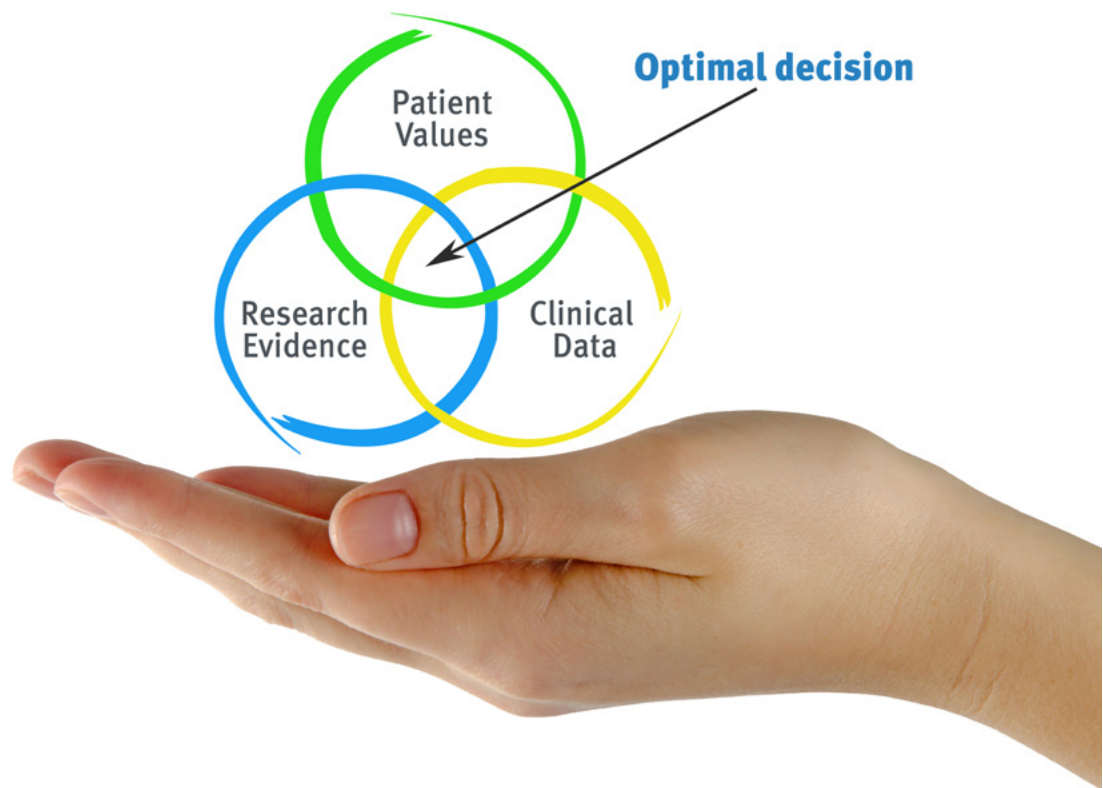 Optimal decision
Patient
Values
Research
Evidence
Clinical
Data